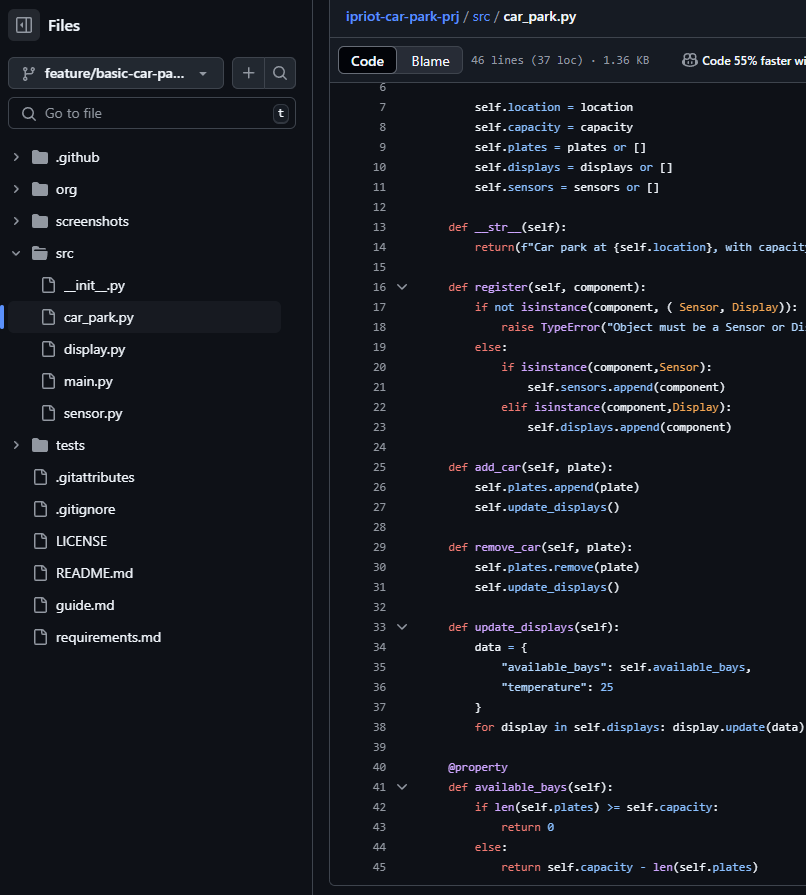 Files
feature/basic-car-pa...
Go to file
t
.github
org
screenshots
src
__init__.py
car_park.py
display.py
main.py
sensor.py
tests
.gitattributes
.gitignore
LICENSE
README.md
guide.md
requirements.md
ipriot-car-park-prj / src / car_park.py
Code Blame 46 lines (37 loc) · 1.36 KB Code 55% faster wi
6
7 self.location = location
8 self.capacity = capacity
9 self.plates = plates or []
10 self.displays = displays or []
11 self.sensors = sensors or []
12
13 def __str__(self):
14 return(f"Car park at {self.location}, with capacity
15
16 def register(self, component):
17 if not isinstance(component, ( Sensor, Display)):
18 raise TypeError("Object must be a Sensor or Di
19 else:
20 if isinstance(component,Sensor):
21 self.sensors.append(component)
22 elif isinstance(component,Display):
23 self.displays.append(component)
24
25 def add_car(self, plate):
26 self.plates.append(plate)
27 self.update_displays()
28
29 def remove_car(self, plate):
30 self.plates.remove(plate)
31 self.update_displays()
32
33 def update_displays(self):
34 data = {
35 "available_bays": self.available_bays,
36 "temperature": 25
37 }
38 for display in self.displays: display.update(data)
39
40 @property
41 def available_bays(self):
42 if len(self.plates) >= self.capacity:
43 return 0
44 else:
45 return self.capacity - len(self.plates)